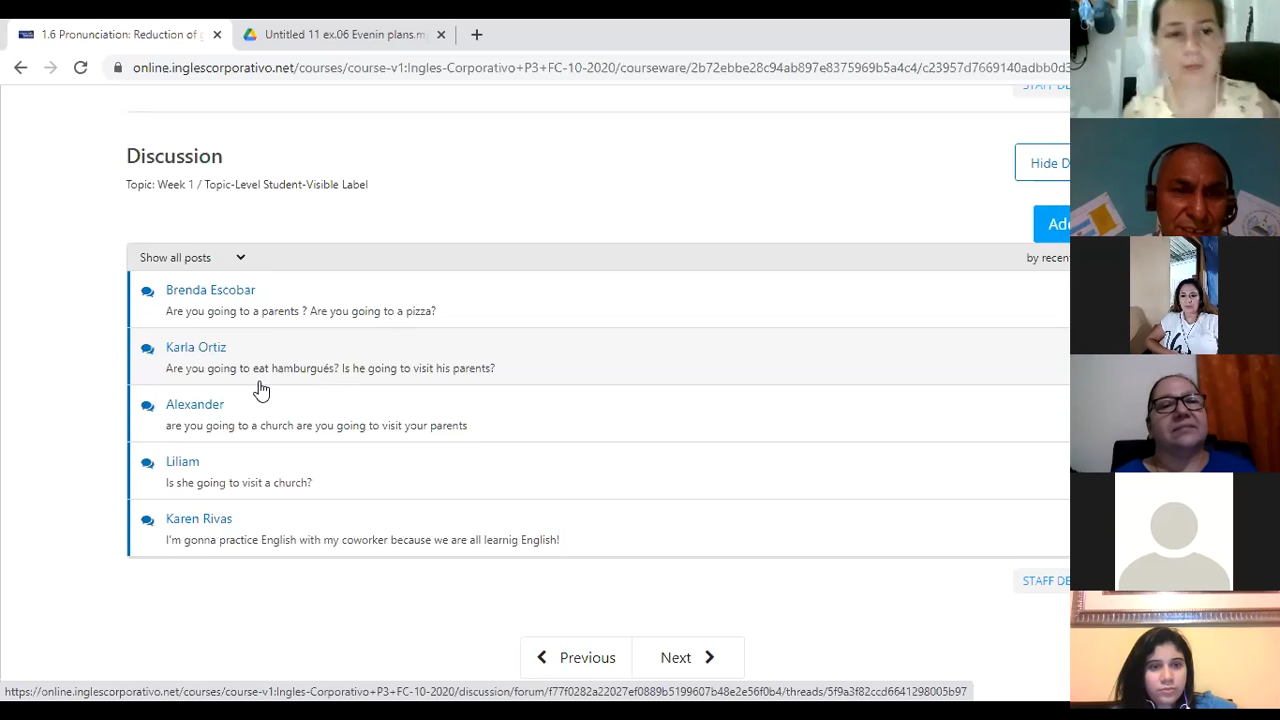 1.6 Pronunciation: Reduction of g
Untitled 11 ex.06 Evenin plans.m
online.inglescorporativo.net/courses/course-v1:Ingles-Corporativo+P3+FC-10-2020/courseware/2b72ebbe28c94ab897e8375969b5a4c4/c23957d7669140adbb0d3
STAFF DE
Discussion
Hide D
Topic: Week 1 / Topic-Level Student-Visible Label
Add
Show all posts
by recen
Brenda Escobar
Are you going to a parents ? Are you going to a pizza?
Karla Ortiz
Are you going to eat hamburgués? Is he going to visit his parents?
Alexander
are you going to a church are you going to visit your parents
Liliam
Is she going to visit a church?
Karen Rivas
I'm gonna practice English with my coworker because we are all learnig English!
STAFF DE
Previous
Next
https://online.inglescorporativo.net/courses/course-v1:Ingles-Corporativo+P3+FC-10-2020/discussion/forum/f77f0282a22027ef0889b5199607b48e2e56f0b4/threads/5f9a3f82ccd6641298005b97